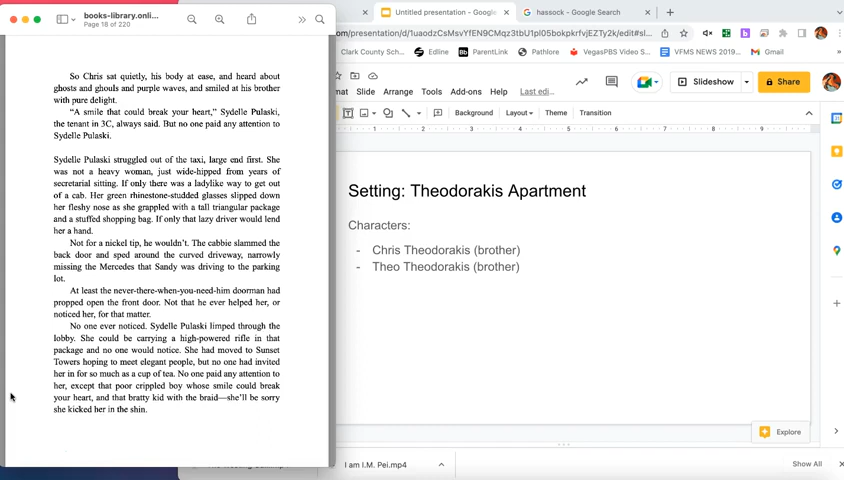 books-library.onli...
Page 18 of 220
So Chris sat quietly, his body at ease, and heard about
ghosts and ghouls and purple waves, and smiled at his brother
with pure delight.
“A smile that could break your heart,” Sydelle Pulaski,
the tenant in 3C, always said. But no one paid any attention to
Sydelle Pulaski.
Sydelle Pulaski struggled out of the taxi, large end first. She
was not a heavy woman, just wide-hipped from years of
secretarial sitting. If only there was a ladylike way to get out
of a cab. Her green rhinestone-studded glasses slipped down
her fleshy nose as she grappled with a tall triangular package
and a stuffed shopping bag. If only that lazy driver would lend
her a hand.
Not for a nickel tip, he wouldn’t. The cabbie slammed the
back door and sped around the curved driveway, narrowly
missing the Mercedes that Sandy was driving to the parking
lot.
At least the never-there-when-you-need-him doorman had
propped open the front door. Not that he ever helped her, or
noticed her, for that matter.
No one ever noticed. Sydelle Pulaski limped through the
lobby. She could be carrying a high-powered rifle in that
package and no one would notice. She had moved to Sunset
Towers hoping to meet elegant people, but no one had invited
her in for so much as a cup of tea. No one paid any attention to
her, except that poor crippled boy whose smile could break
your heart, and that bratty kid with the braid—she’ll be sorry
she kicked her in the shin.
Untitled presentation - Google
hassock - Google Search
Clark County Sch...
Edline
ParentLink
Pathlore
VegasPBS Video S...
VFMS NEWS 2019-...
Gmail
Slide Arrange Tools Add-ons Help Last edi...
Slideshow
Share
Background Layout Theme Transition
1 2 3 4 5 6 7 8 9
Setting: Theodorakis Apartment
Characters:
- Chris Theodorakis (brother)
- Theo Theodorakis (brother)
Explore
I am I.M. Pei.mp4
Show All